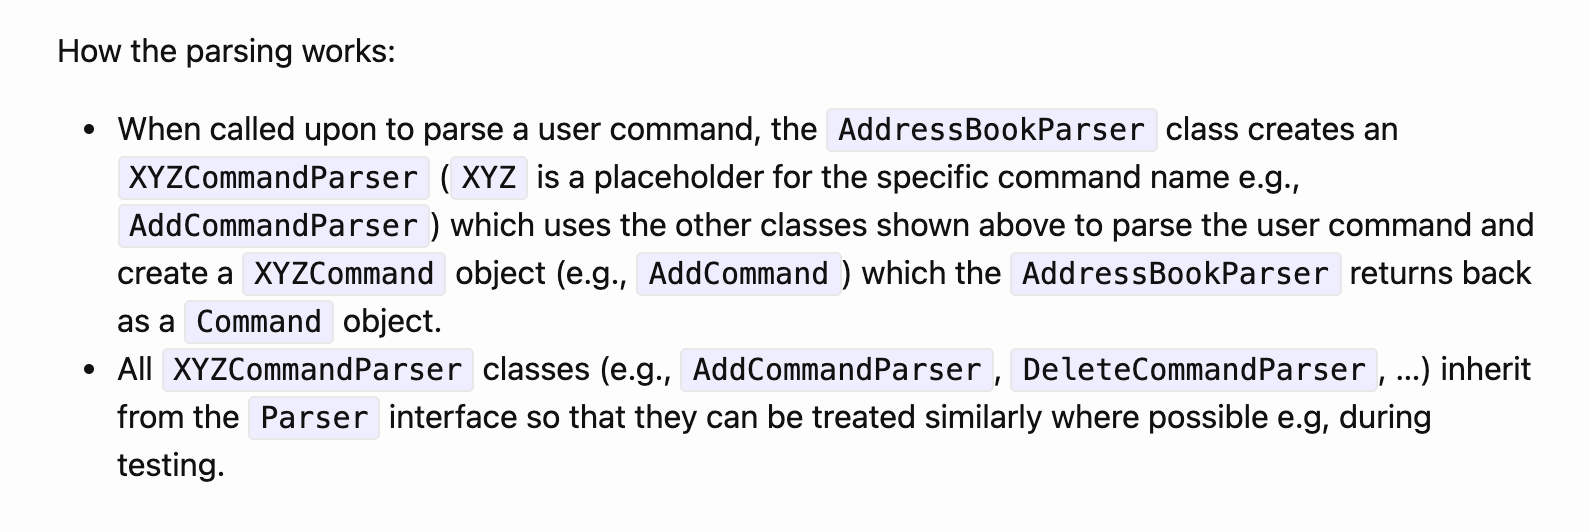 How the parsing works:
• When called upon to parse a user command, the AddressBookParser class creates an
XYZCommandParser (XYZ is a placeholder for the specific command name e.g.,
AddCommandParser) which uses the other classes shown above to parse the user command and
create a XYZCommand object (e.g., AddCommand) which the AddressBookParser returns back
as a Command object.
• All XYZCommandParser classes (e.g., AddCommandParser, DeleteCommandParser, ...) inherit
from the Parser interface so that they can be treated similarly where possible e.g, during
testing.